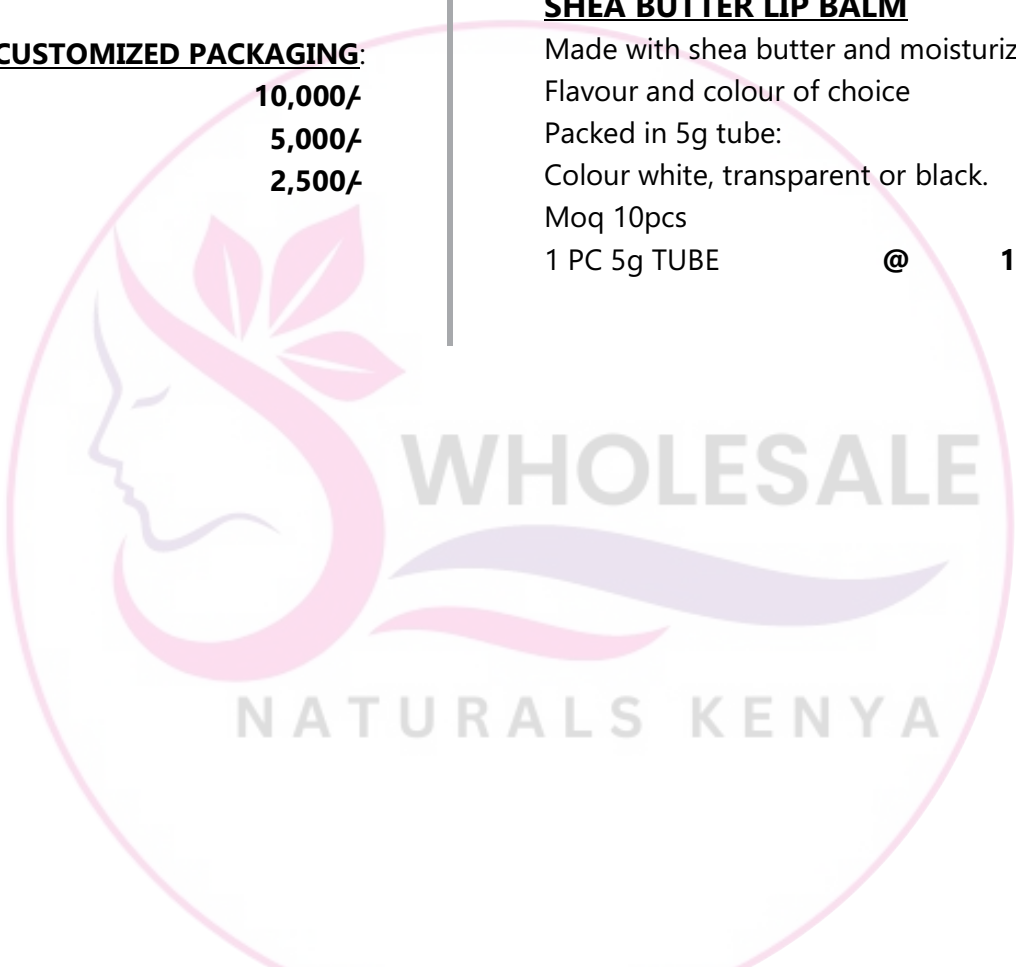 CUSTOMIZED PACKAGING:
10,000/-
5,000/-
2,500/-
SHEA BUTTER LIP BALM
Made with shea butter and
Flavour and colour of choice
Packed in 5g tube:
Colour white, transparent or black.
Moq 10pcs
1 PC 5g TUBE @
WHOLESALE
NATURALS KENYA